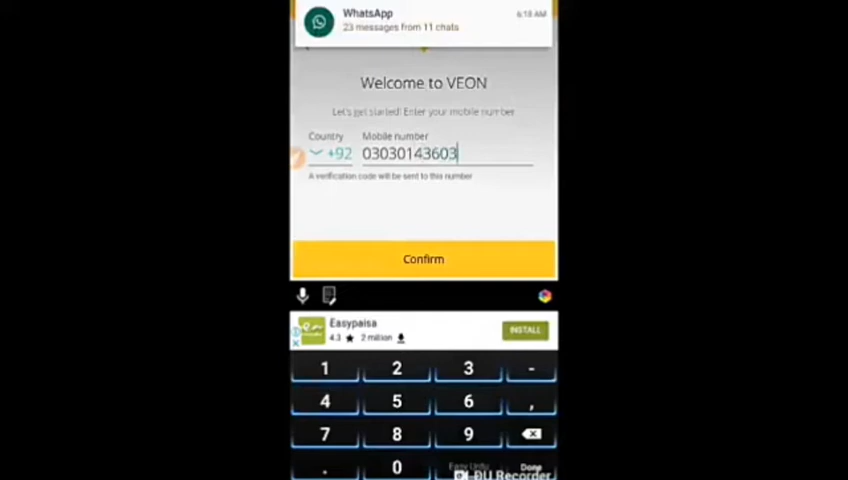 WhatsApp 6:18 AM
23 messages from 11 chats
Welcome to VEON
Let's get started! Enter your mobile number
Country Mobile number
+92 03030143603
A verification code will be sent to this number
Confirm
Easypaisa
4.3 ★ 2 million
INSTALL
1 2 3 -
4 5 6 ,
7 8 9
. 0 Easy Urdu Done
DU Recorder